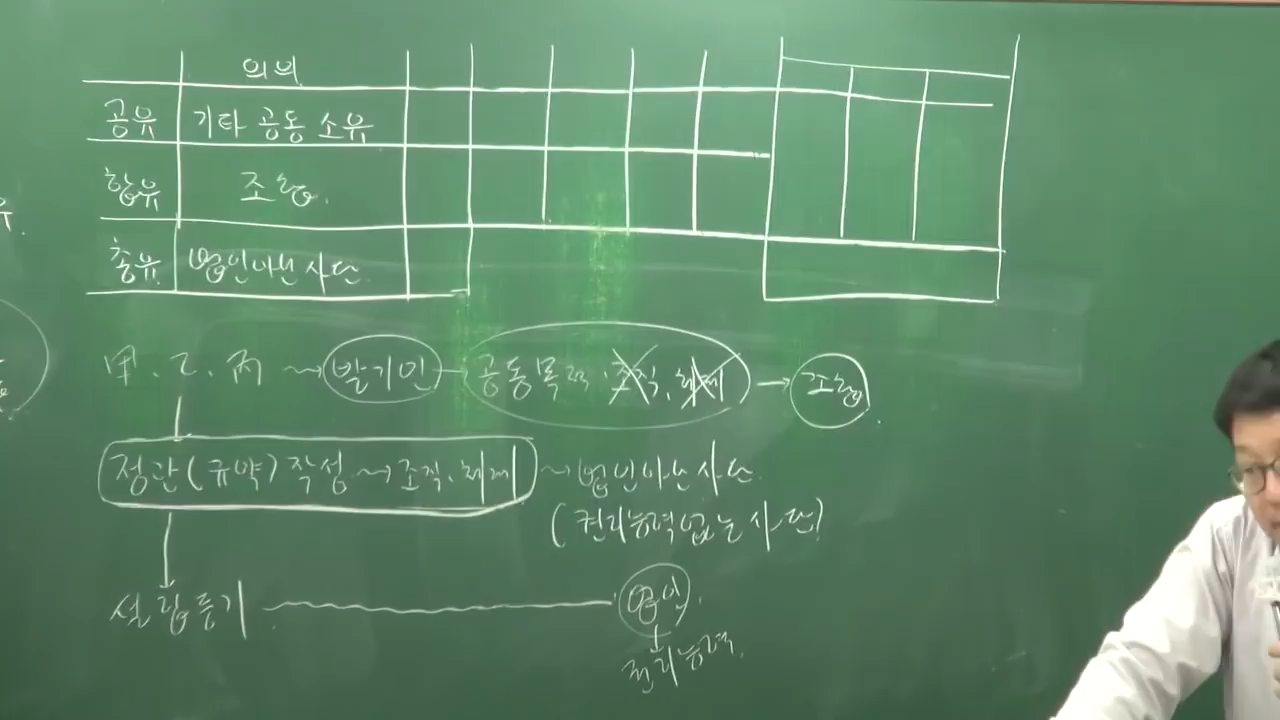 의의
공유 기타 공동 소유
합유 조합.
총유 법인아닌 사단.
유.
甲. 乙. 丙 → 발기인 → 공동목적, 조직, 체계 → 조합.
정관(규약) 작성 → 조직.체계 → 법인아닌 사단.
(권리능력 없는 사단)
설립등기 법인.
↓
권리능력.